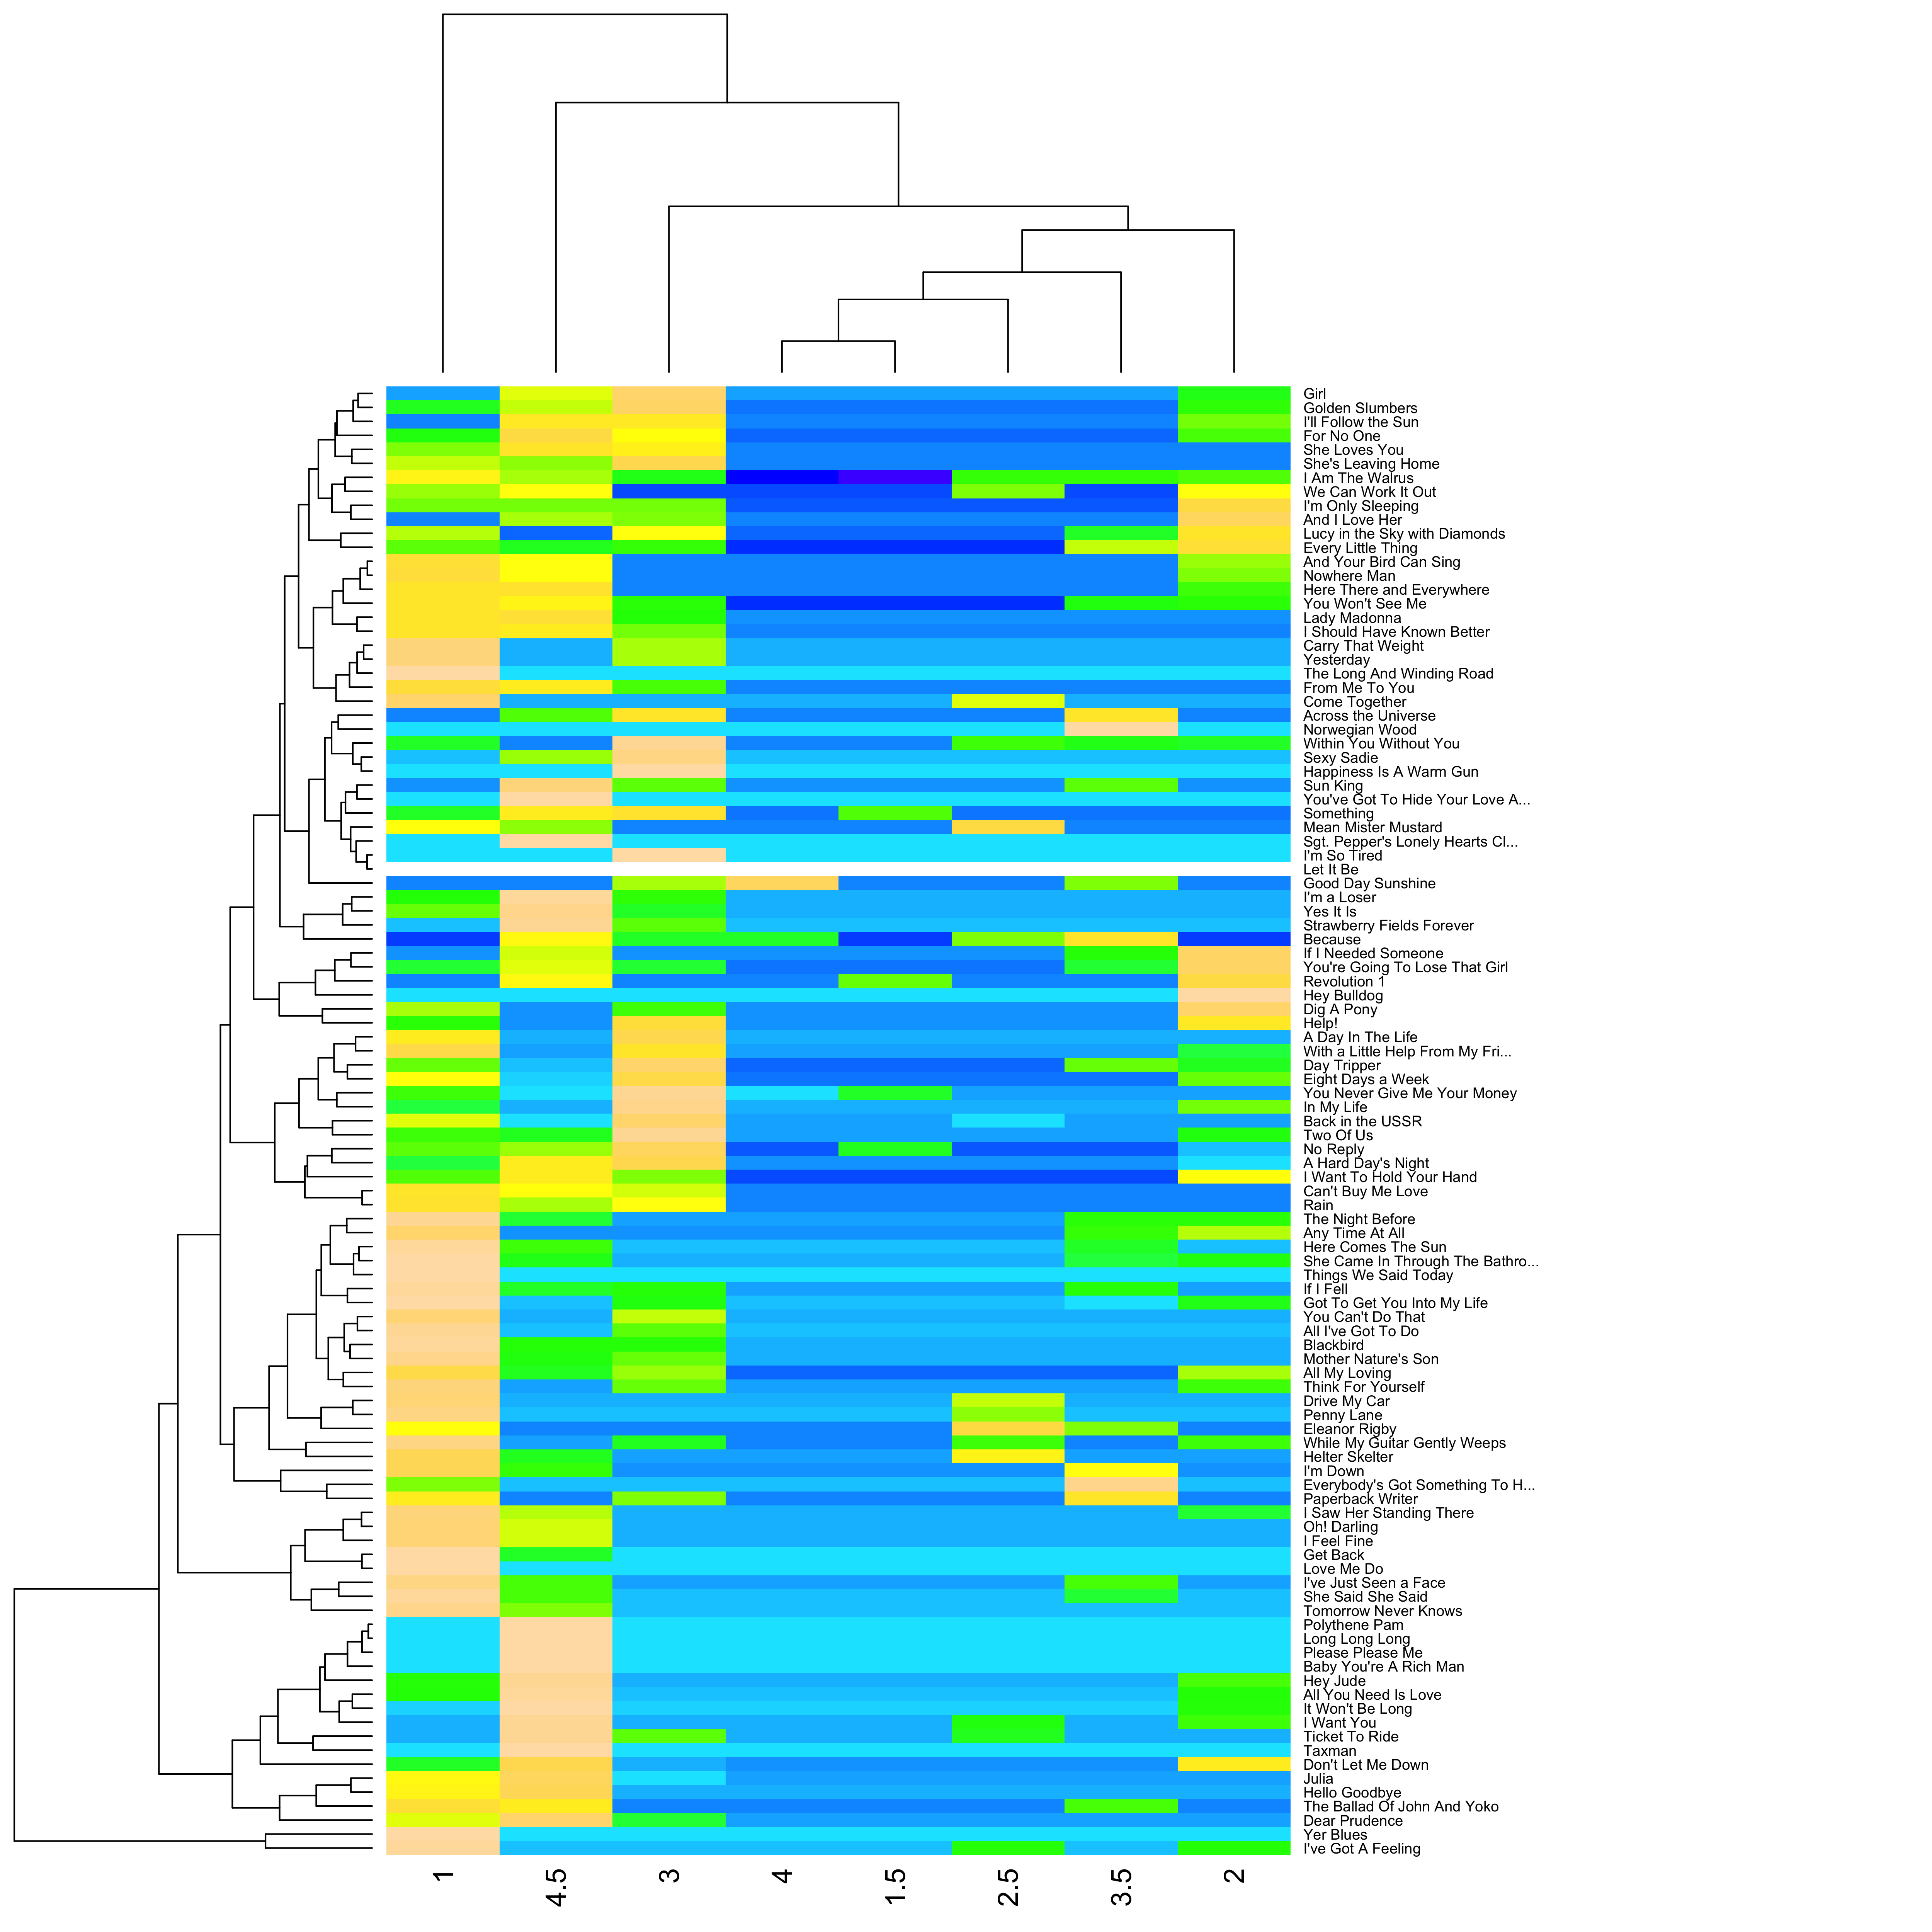 Girl
Golden Slumbers
I'll Follow the Sun
For No One
She Loves You
She's Leaving Home
I Am The Walrus
We Can Work It Out
I'm Only Sleeping
And I Love Her
Lucy in the Sky with Diamonds
Every Little Thing
And Your Bird Can Sing
Nowhere Man
Here There and Everywhere
You Won't See Me
Lady Madonna
I Should Have Known Better
Carry That Weight
Yesterday
The Long And Winding Road
From Me To You
Come Together
Across the Universe
Norwegian Wood
Within You Without You
Sexy Sadie
Happiness Is A Warm Gun
Sun King
You've Got To Hide Your Love A...
Something
Mean Mister Mustard
Sgt. Pepper's Lonely Hearts Cl...
I'm So Tired
Let It Be
Good Day Sunshine
I'm a Loser
Yes It Is
Strawberry Fields Forever
Because
If I Needed Someone
You're Going To Lose That Girl
Revolution 1
Hey Bulldog
Dig A Pony
Help!
A Day In The Life
With a Little Help From My Fri...
Day Tripper
Eight Days a Week
You Never Give Me Your Money
In My Life
Back in the USSR
Two Of Us
No Reply
A Hard Day's Night
I Want To Hold Your Hand
Can't Buy Me Love
Rain
The Night Before
Any Time At All
Here Comes The Sun
She Came In Through The Bathro...
Things We Said Today
If I Fell
Got To Get You Into My Life
You Can't Do That
All I've Got To Do
Blackbird
Mother Nature's Son
All My Loving
Think For Yourself
Drive My Car
Penny Lane
Eleanor Rigby
While My Guitar Gently Weeps
Helter Skelter
I'm Down
Everybody's Got Something To H...
Paperback Writer
I Saw Her Standing There
Oh! Darling
I Feel Fine
Get Back
Love Me Do
I've Just Seen a Face
She Said She Said
Tomorrow Never Knows
Polythene Pam
Long Long Long
Please Please Me
Baby You're A Rich Man
Hey Jude
All You Need Is Love
It Won't Be Long
I Want You
Ticket To Ride
Taxman
Don't Let Me Down
Julia
Hello Goodbye
The Ballad Of John And Yoko
Dear Prudence
Yer Blues
I've Got A Feeling
1
4.5
3
4
1.5
2.5
3.5
2